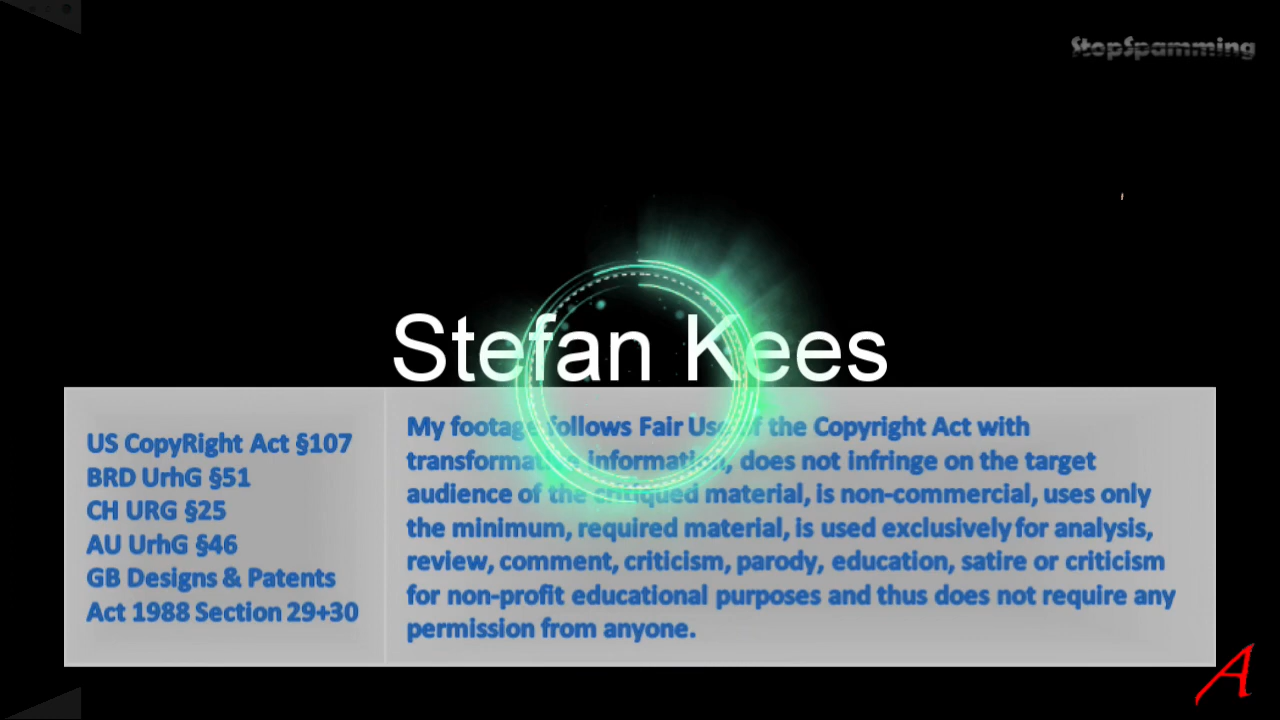 StopSpamming
Stefan Kees
US CopyRight Act §107
BRD UrhG §51
CH URG §25
AU UrhG §46
GB Designs & Patents
Act 1988 Section 29+30
My footage follows Fair Use of the Copyright Act with
transformative information, does not infringe on the target
audience of the critiqued material, is non-commercial, uses only
the minimum, required material, is used exclusively for analysis,
review, comment, criticism, parody, education, satire or criticism
for non-profit educational purposes and thus does not require any
permission from anyone.
A